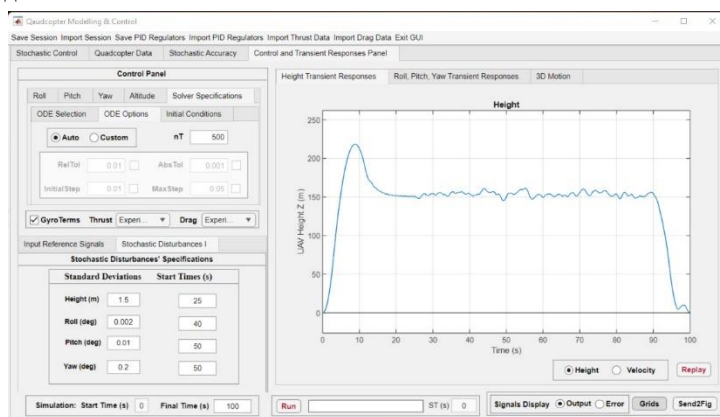 Qaudcopter Modelling & Control
Save Session Import Session Save PID Regulators Import PID Regulators Import Thrust Data Import Drag Data Exit GUI
Stochastic Control Quadcopter Data Stochastic Accuracy Control and Transient Responses Panel
Control Panel
Roll Pitch Yaw Altitude Solver Specifications
ODE Selection ODE Options Initial Conditions
Auto Custom nT 500
RelTol 0.01 AbsTol 0.001
InitialStep 0.01 MaxStep 0.05
GyroTerms Thrust Experi... Drag Experi...
Input Reference Signals Stochastic Disturbances I
Stochastic Disturbances' Specifications
Standard Deviations Start Times (s)
Height (m) 1.5 25
Roll (deg) 0.002 40
Pitch (deg) 0.01 50
Yaw (deg) 0.2 50
Simulation: Start Time (s) 0 Final Time (s) 100
Height Transient Responses Roll, Pitch, Yaw Transient Responses 3D Motion
Height
UAV Height Z (m)
250
200
150
100
50
0
0 10 20 30 40 50 60 70 80 90 100
Time (s)
Height Velocity Replay
Run ST (s) 0 Signals Display Output Error Grids Send2Fig